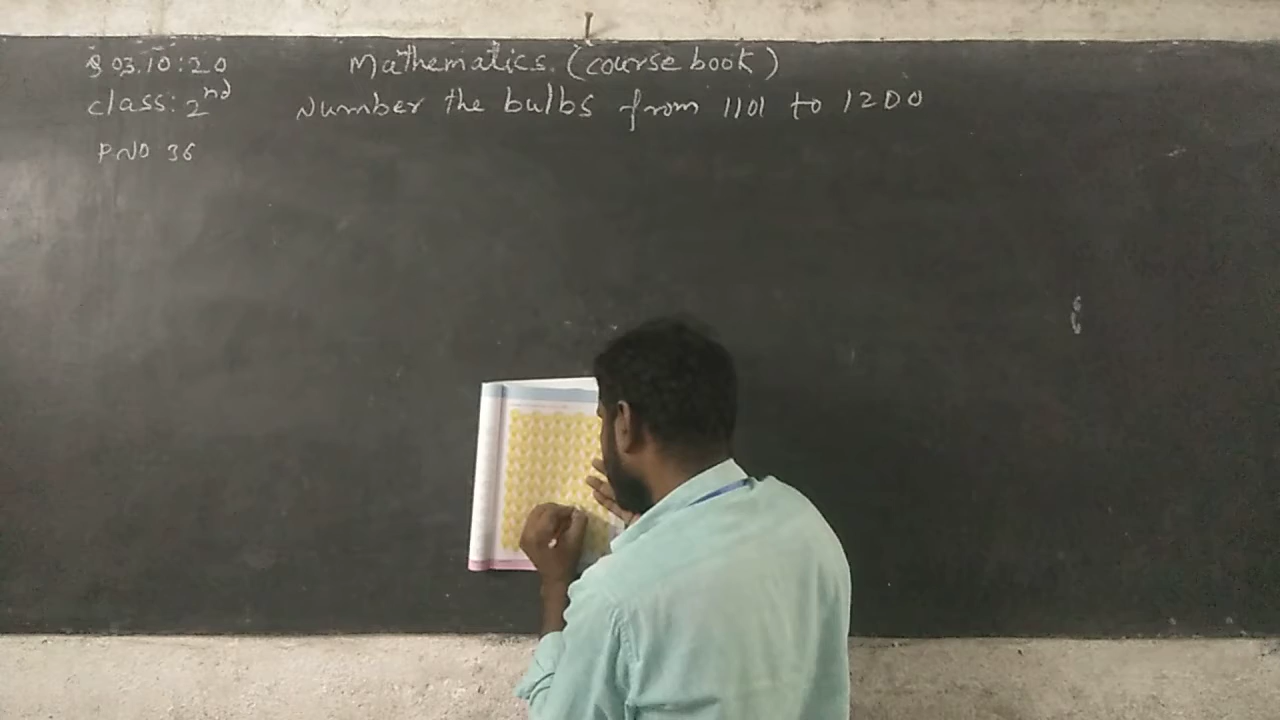 03.10:20 Mathematics. (course book)
class: 2nd Number the bulbs from 1101 to 1200
P NO 36